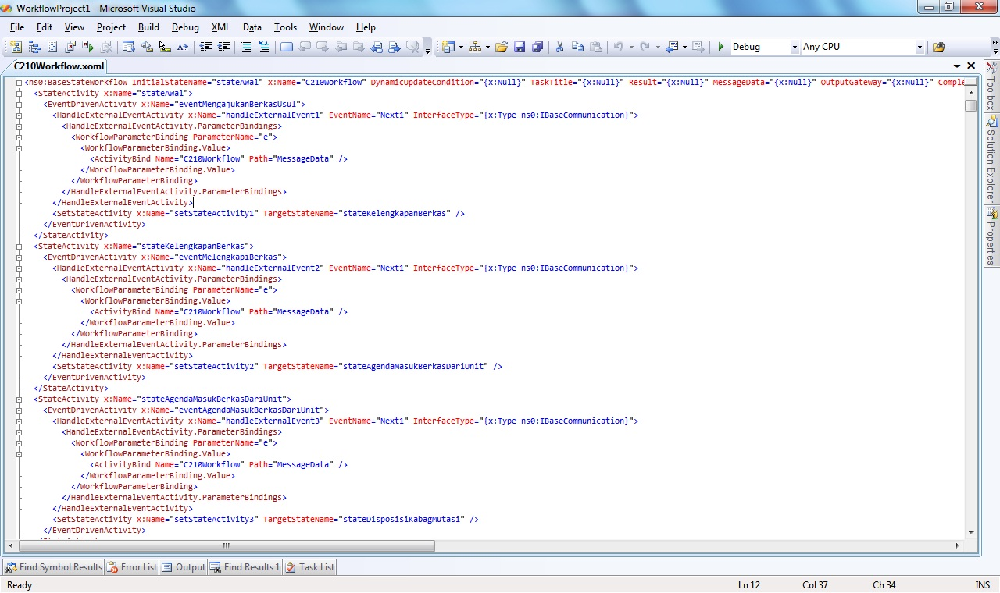 WorkflowProject1 - Microsoft Visual Studio
File Edit View Project Build Debug XML Data Tools Window Help
Debug Any CPU
C210Workflow.xoml
<ns0:BaseStateWorkflow InitialStateName="stateAwal" x:Name="C210Workflow" DynamicUpdateCondition="{x:Null}" TaskTitle="{x:Null}" Result="{x:Null}" MessageData="{x:Null}" OutputGateway="{x:Null}" Comple
<StateActivity x:Name="stateAwal">
<EventDrivenActivity x:Name="eventMengajukanBerkasUsul">
<HandleExternalEventActivity x:Name="handleExternalEvent1" EventName="Next1" InterfaceType="{x:Type ns0:IBaseCommunication}">
<HandleExternalEventActivity.ParameterBindings>
<WorkflowParameterBinding ParameterName="e">
<WorkflowParameterBinding.Value>
<ActivityBind Name="C210Workflow" Path="MessageData" />
</WorkflowParameterBinding.Value>
</WorkflowParameterBinding>
</HandleExternalEventActivity.ParameterBindings>
</HandleExternalEventActivity>
<SetStateActivity x:Name="setStateActivity1" TargetStateName="stateKelengkapanBerkas" />
</EventDrivenActivity>
</StateActivity>
<StateActivity x:Name="stateKelengkapanBerkas">
<EventDrivenActivity x:Name="eventMelengkapiBerkas">
<HandleExternalEventActivity x:Name="handleExternalEvent2" EventName="Next1" InterfaceType="{x:Type ns0:IBaseCommunication}">
<HandleExternalEventActivity.ParameterBindings>
<WorkflowParameterBinding ParameterName="e">
<WorkflowParameterBinding.Value>
<ActivityBind Name="C210Workflow" Path="MessageData" />
</WorkflowParameterBinding.Value>
</WorkflowParameterBinding>
</HandleExternalEventActivity.ParameterBindings>
</HandleExternalEventActivity>
<SetStateActivity x:Name="setStateActivity2" TargetStateName="stateAgendaMasukBerkasDariUnit" />
</EventDrivenActivity>
</StateActivity>
<StateActivity x:Name="stateAgendaMasukBerkasDariUnit">
<EventDrivenActivity x:Name="eventAgendaMasukBerkasDariUnit">
<HandleExternalEventActivity x:Name="handleExternalEvent3" EventName="Next1" InterfaceType="{x:Type ns0:IBaseCommunication}">
<HandleExternalEventActivity.ParameterBindings>
<WorkflowParameterBinding ParameterName="e">
<WorkflowParameterBinding.Value>
<ActivityBind Name="C210Workflow" Path="MessageData" />
</WorkflowParameterBinding.Value>
</WorkflowParameterBinding>
</HandleExternalEventActivity.ParameterBindings>
</HandleExternalEventActivity>
<SetStateActivity x:Name="setStateActivity3" TargetStateName="stateDisposisiKabagMutasi" />
</EventDrivenActivity>
Toolbox
Solution Explorer
Properties
Find Symbol Results Error List Output Find Results 1 Task List
Ready Ln 12 Col 37 Ch 34 INS